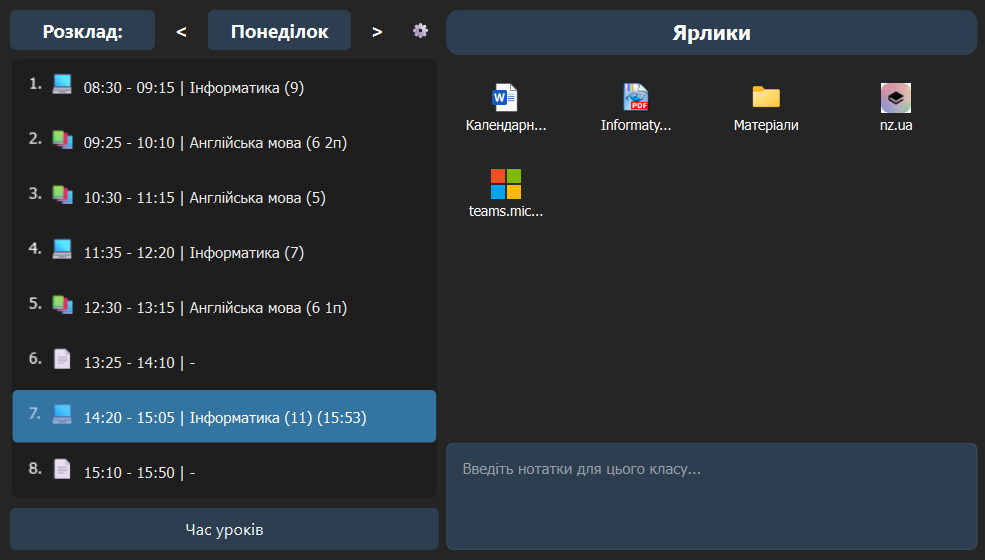 Розклад:
<
Понеділок
>
1. 08:30 - 09:15 | Інформатика (9)
2. 09:25 - 10:10 | Англійська мова (6 2п)
3. 10:30 - 11:15 | Англійська мова (5)
4. 11:35 - 12:20 | Інформатика (7)
5. 12:30 - 13:15 | Англійська мова (6 1п)
6. 13:25 - 14:10 | -
7. 14:20 - 15:05 | Інформатика (11) (15:53)
8. 15:10 - 15:50 | -
Час уроків
Ярлики
W
Календарн...
PDF
Informaty...
Матеріали
nz.ua
teams.mic...
Введіть нотатки для цього класу...